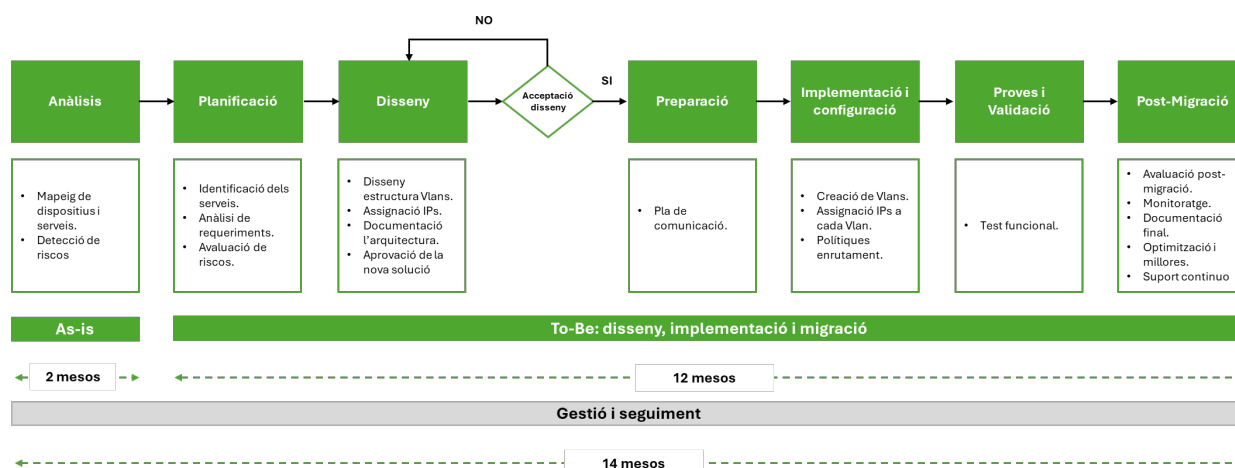 NO
Anàlisis
Planificació
Disseny
Acceptació
disseny
SI
Preparació
Implementació i
configuració
Proves i
Validació
Post-Migració
• Mapeig de
dispositius i
serveis.
• Detecció de
riscos
• Identificació dels
serveis.
• Anàlisi de
requeriments.
• Avaluació de
riscos.
• Disseny
estructura Vlans.
• Assignació IPs.
• Documentació
l'arquitectura.
• Aprovació de la
nova solució
• Pla de
comunicació.
• Creació de Vlans.
• Assignació IPs a
cada Vlan.
• Polítiques
enrutament.
• Test funcional.
• Avaluació post-
migració.
• Monitoratge.
• Documentació
final.
• Optimització i
millores.
• Suport continuo
As-is
To-Be: disseny, implementació i migració
2 mesos
12 mesos
Gestió i seguiment
14 mesos